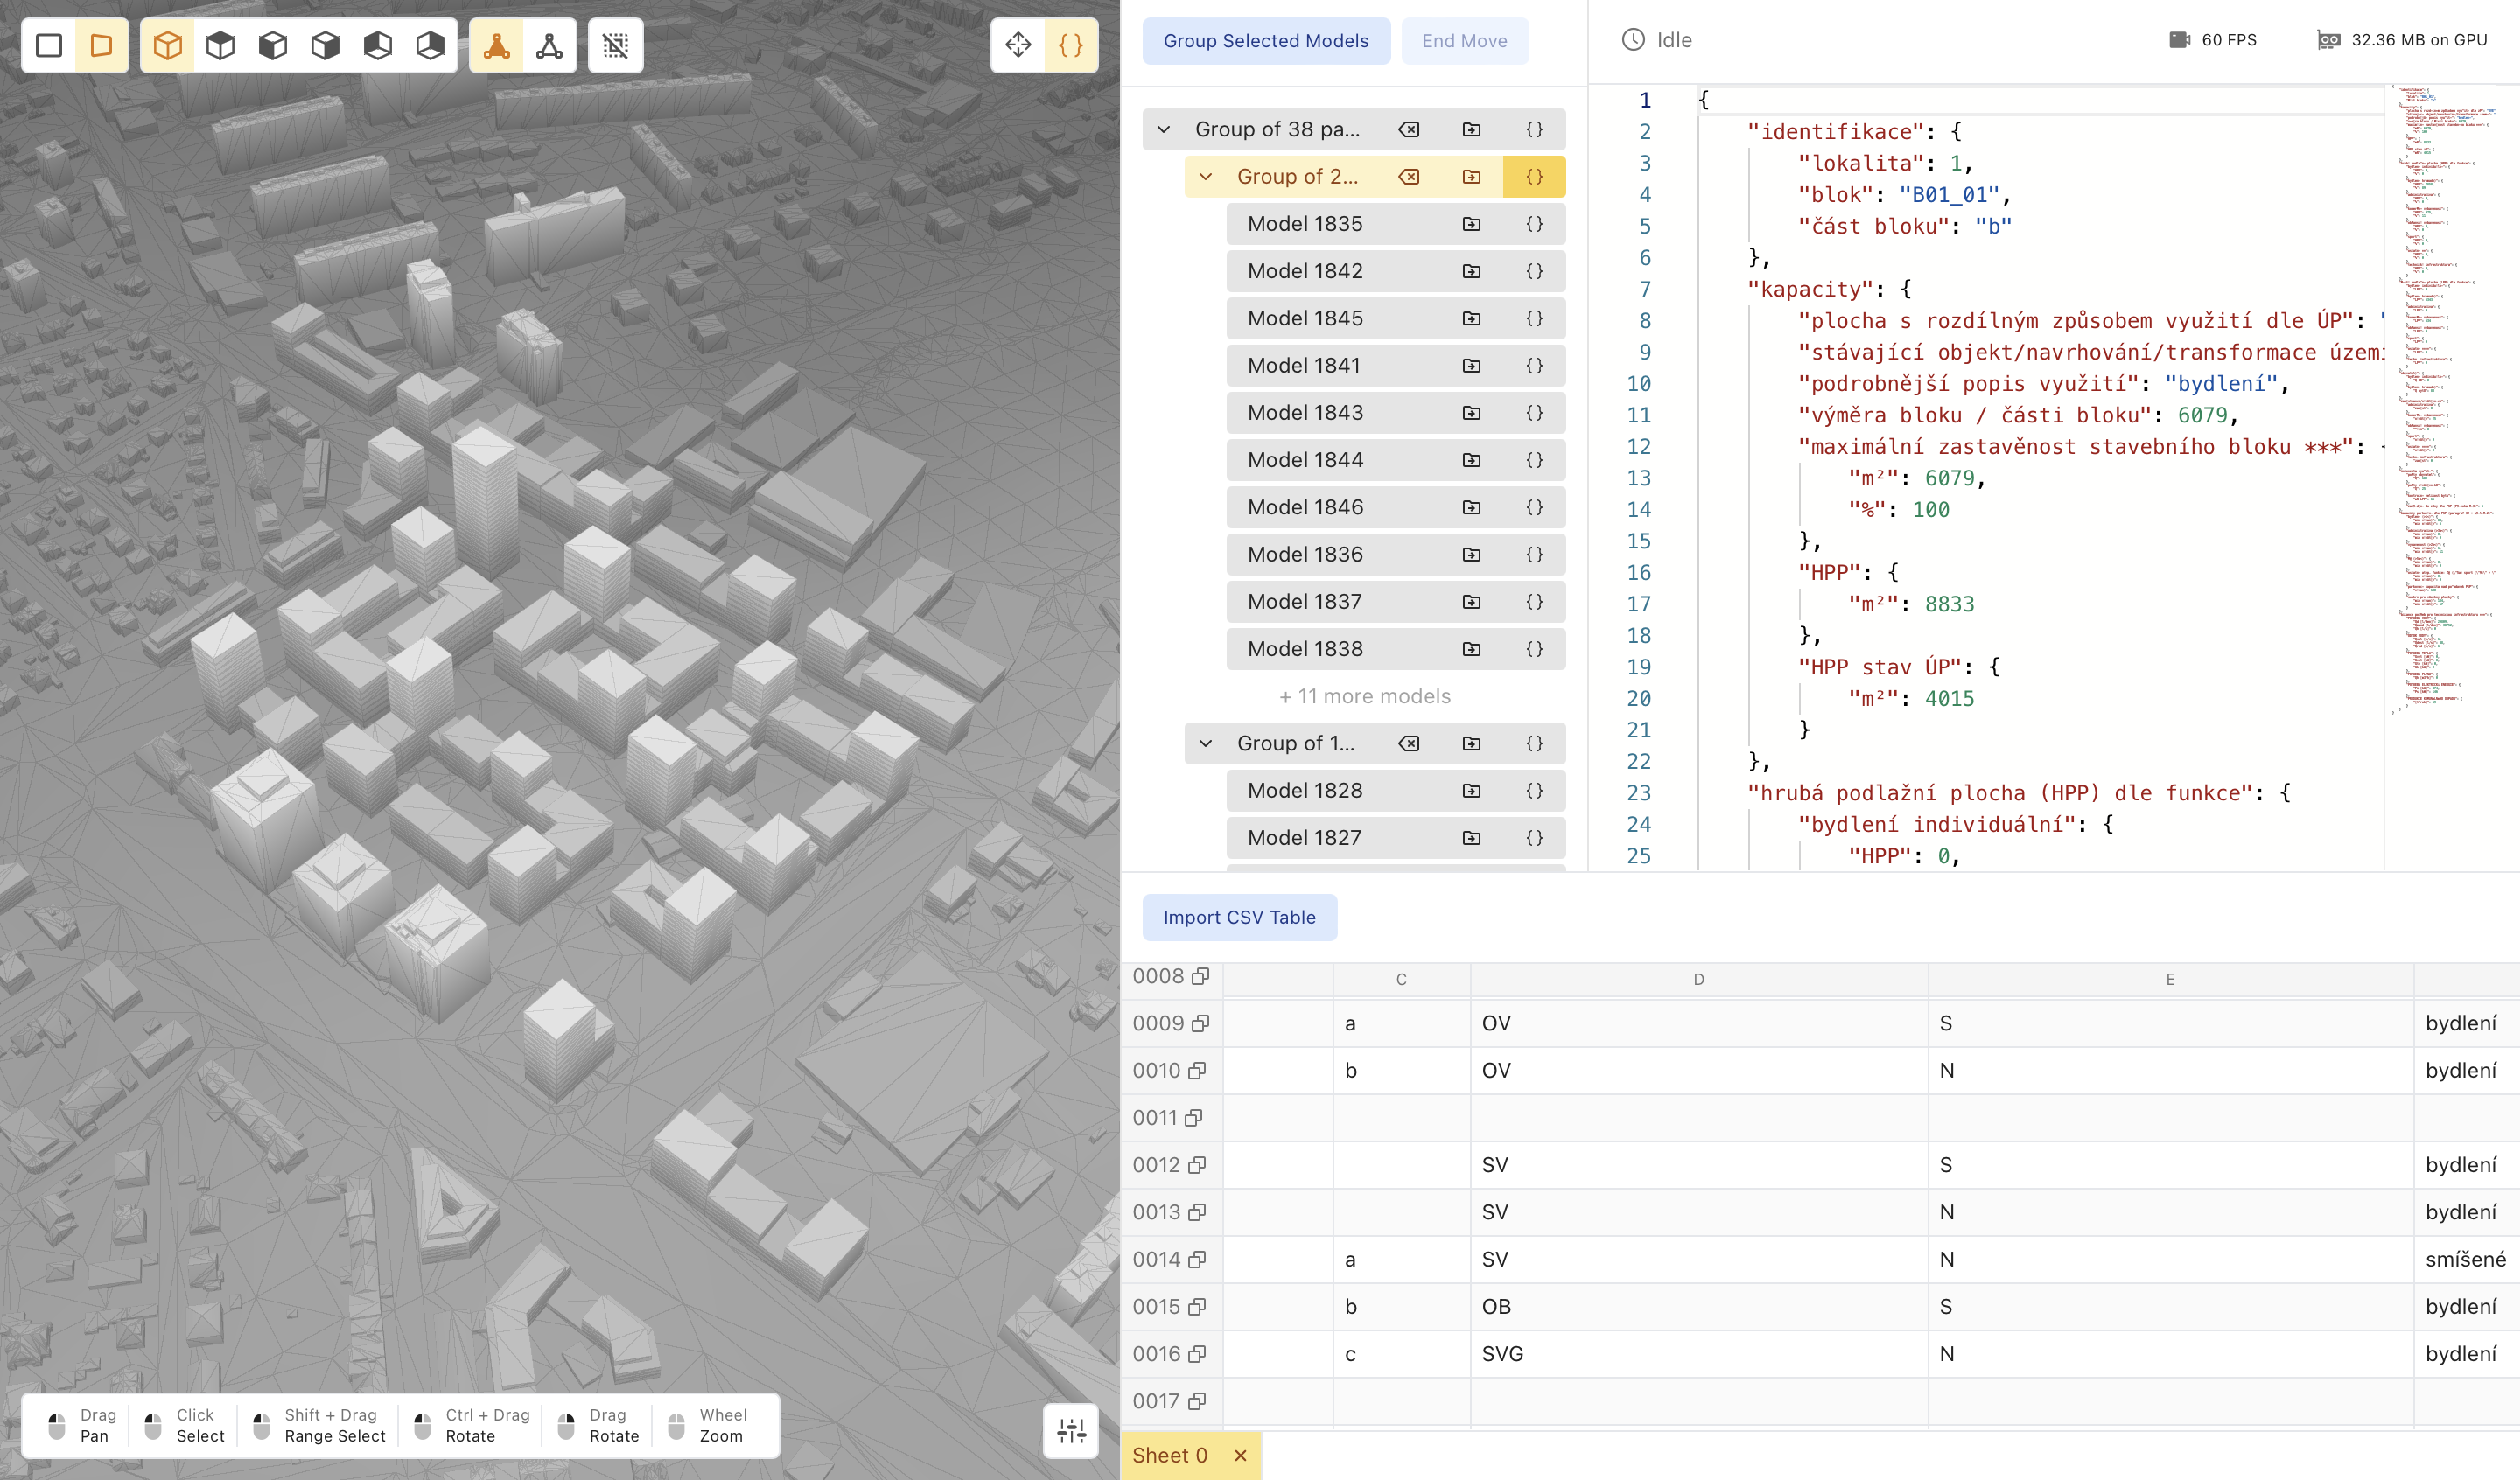 Group Selected Models
End Move
Idle
60 FPS
32.36 MB on GPU
Group of 38 pa...
Group of 2...
Model 1835
Model 1842
Model 1845
Model 1841
Model 1843
Model 1844
Model 1846
Model 1836
Model 1837
Model 1838
+ 11 more models
Group of 1...
Model 1828
Model 1827
1 {
2 "identifikace": {
3 "lokalita": 1,
4 "blok": "B01_01",
5 "část bloku": "b"
6 },
7 "kapacity": {
8 "plocha s rozdílným způsobem využití dle ÚP": "
9 "stávající objekt/navrhování/transformace územi
10 "podrobnější popis využití": "bydlení",
11 "výměra bloku / části bloku": 6079,
12 "maximální zastavěnost stavebního bloku ***":
13 "m²": 6079,
14 "%": 100
15 },
16 "HPP": {
17 "m²": 8833
18 },
19 "HPP stav ÚP": {
20 "m²": 4015
21 }
22 },
23 "hrubá podlažní plocha (HPP) dle funkce": {
24 "bydlení individuální": {
25 "HPP": 0,
Import CSV Table
0008 C D E
0009 a OV S bydlení
0010 b OV N bydlení
0011
0012 SV S bydlení
0013 SV N bydlení
0014 a SV N smíšené
0015 b OB S bydlení
0016 c SVG N bydlení
0017
Sheet 0
Drag Pan
Click Select
Shift + Drag Range Select
Ctrl + Drag Rotate
Drag Rotate
Wheel Zoom